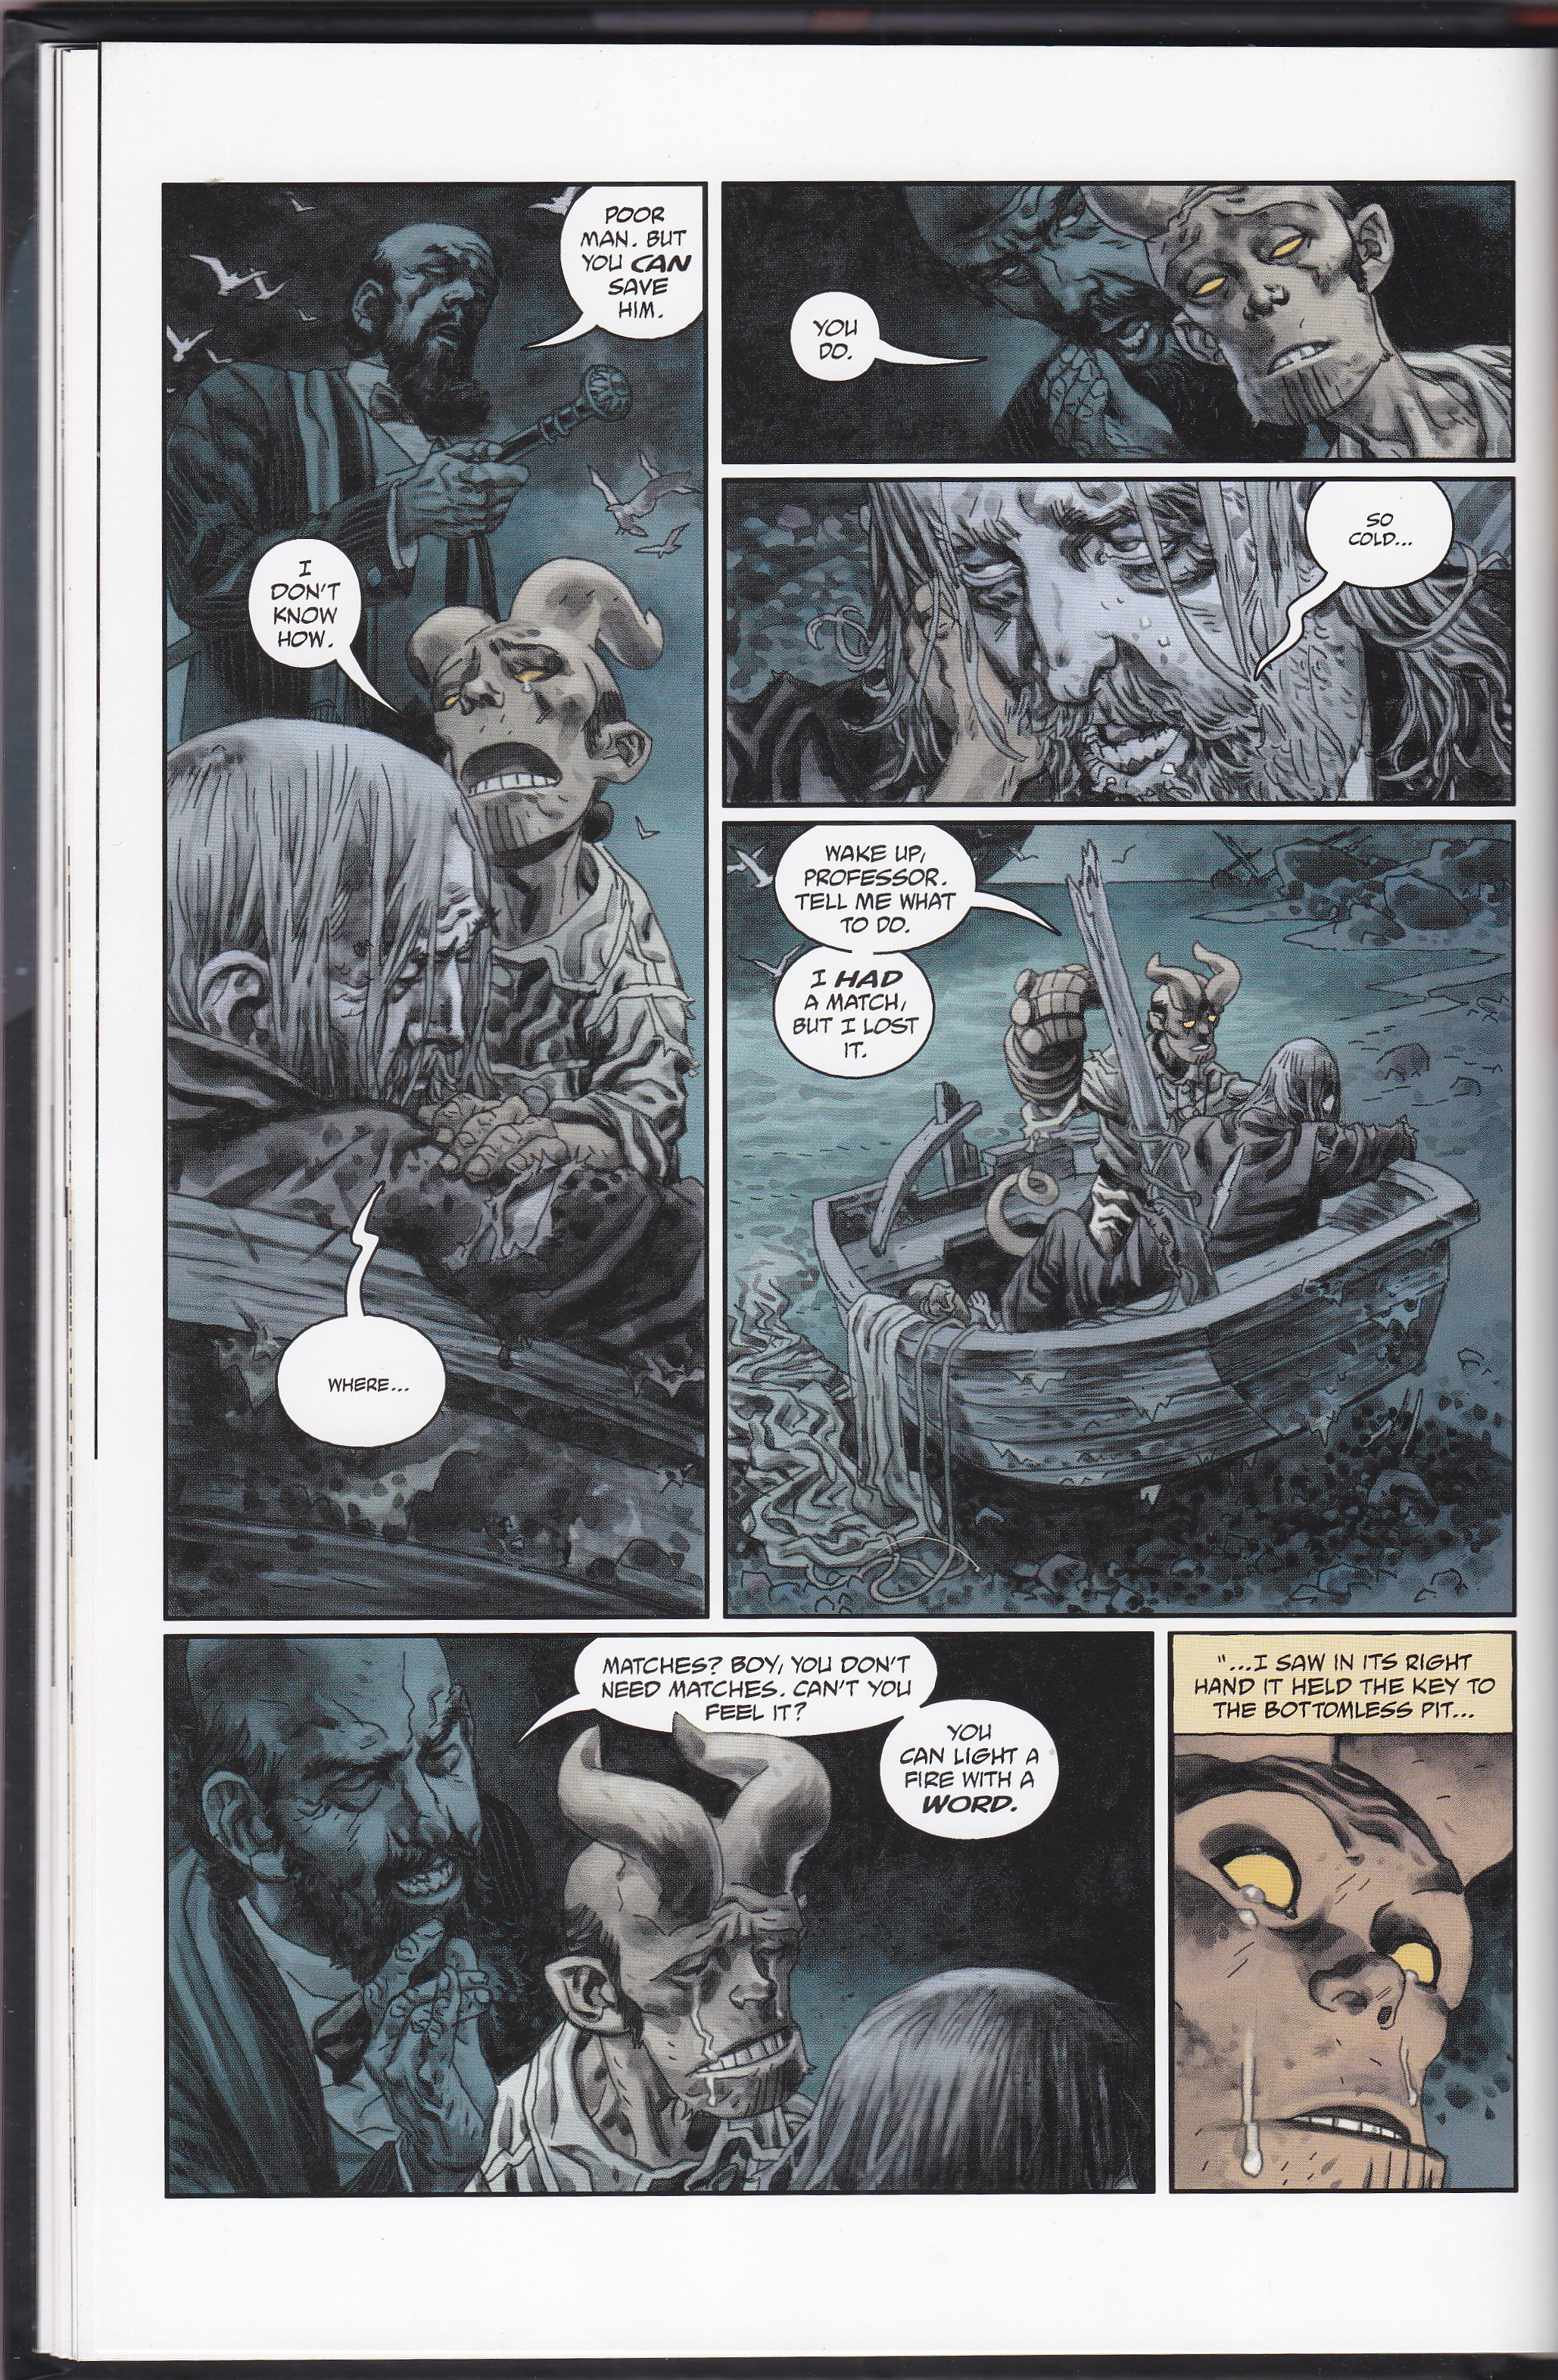 POOR
MAN. BUT
YOU CAN
SAVE
HIM.
I
DON'T
KNOW
HOW.
WHERE...
YOU
DO.
SO
COLD...
WAKE UP,
PROFESSOR.
TELL ME WHAT
TO DO.
I HAD
A MATCH,
BUT I LOST
IT.
MATCHES? BOY, YOU DON'T
NEED MATCHES. CAN'T YOU
FEEL IT?
YOU
CAN LIGHT A
FIRE WITH A
WORD.
"...I SAW IN ITS RIGHT
HAND IT HELD THE KEY TO
THE BOTTOMLESS PIT...